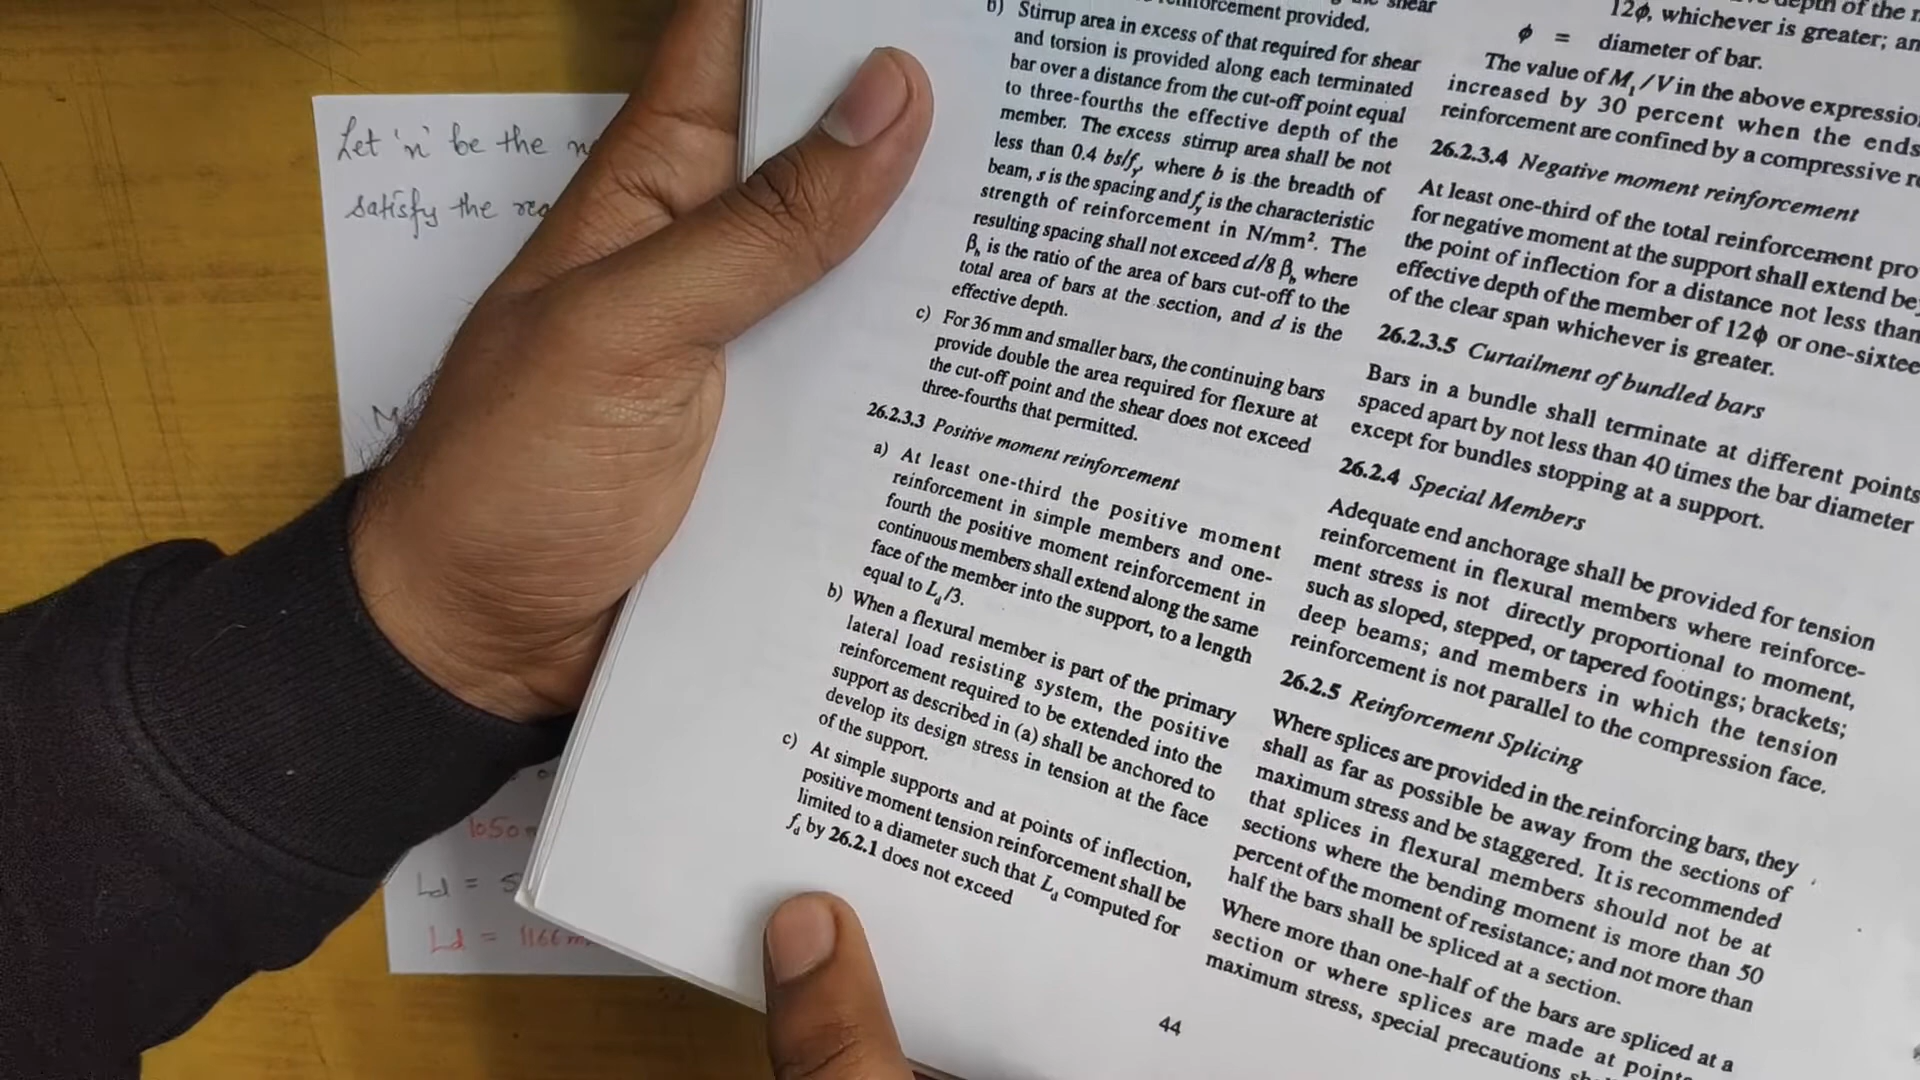 Let 'n' be the
satisfy the
1050
Ld =
Ld = 1166
shear
reinforcement provided.
b) Stirrup area in excess of that required for shear
and torsion is provided along each terminated
bar over a distance from the cut-off point equal
to three-fourths the effective depth of the
member. The excess stirrup area shall be not
less than 0.4 bs/fy, where b is the breadth of
beam, s is the spacing and fy is the characteristic
strength of reinforcement in N/mm². The
resulting spacing shall not exceed d/8 βb where
βb is the ratio of the area of bars cut-off to the
total area of bars at the section, and d is the
effective depth.
c) For 36 mm and smaller bars, the continuing bars
provide double the area required for flexure at
the cut-off point and the shear does not exceed
three-fourths that permitted.
26.2.3.3 Positive moment reinforcement
a) At least one-third the positive moment
reinforcement in simple members and one-
fourth the positive moment reinforcement in
continuous members shall extend along the same
face of the member into the support, to a length
equal to Ld/3.
b) When a flexural member is part of the primary
lateral load resisting system, the positive
reinforcement required to be extended into the
support as described in (a) shall be anchored to
develop its design stress in tension at the face
of the support.
c) At simple supports and at points of inflection,
positive moment tension reinforcement shall be
limited to a diameter such that Ld computed for
fd by 26.2.1 does not exceed
depth of the
12ϕ, whichever is greater;
ϕ = diameter of bar.
The value of M1/V in the above
increased by 30 percent when the ends
reinforcement are confined by a compressive
26.2.3.4 Negative moment reinforcement
At least one-third of the total reinforcement
for negative moment at the support shall extend
the point of inflection for a distance not less than
effective depth of the member of 12ϕ or
of the clear span whichever is greater.
26.2.3.5 Curtailment of bundled bars
Bars in a bundle shall terminate at different points
spaced apart by not less than 40 times the bar diameter
except for bundles stopping at a support.
26.2.4 Special Members
Adequate end anchorage shall be provided for tension
reinforcement in flexural members where reinforce-
ment stress is not directly proportional to moment,
such as sloped, stepped, or tapered footings; brackets;
deep beams; and members in which the tension
reinforcement is not parallel to the compression face.
26.2.5 Reinforcement Splicing
Where splices are provided in the reinforcing bars, they
shall as far as possible be away from the sections of
maximum stress and be staggered. It is recommended
that splices in flexural members should not be at
sections where the bending moment is more than 50
percent of the moment of resistance; and not more than
half the bars shall be spliced at a section.
Where more than one-half of the bars are spliced at a
section or where splices are made at points
maximum stress, special precautions
44